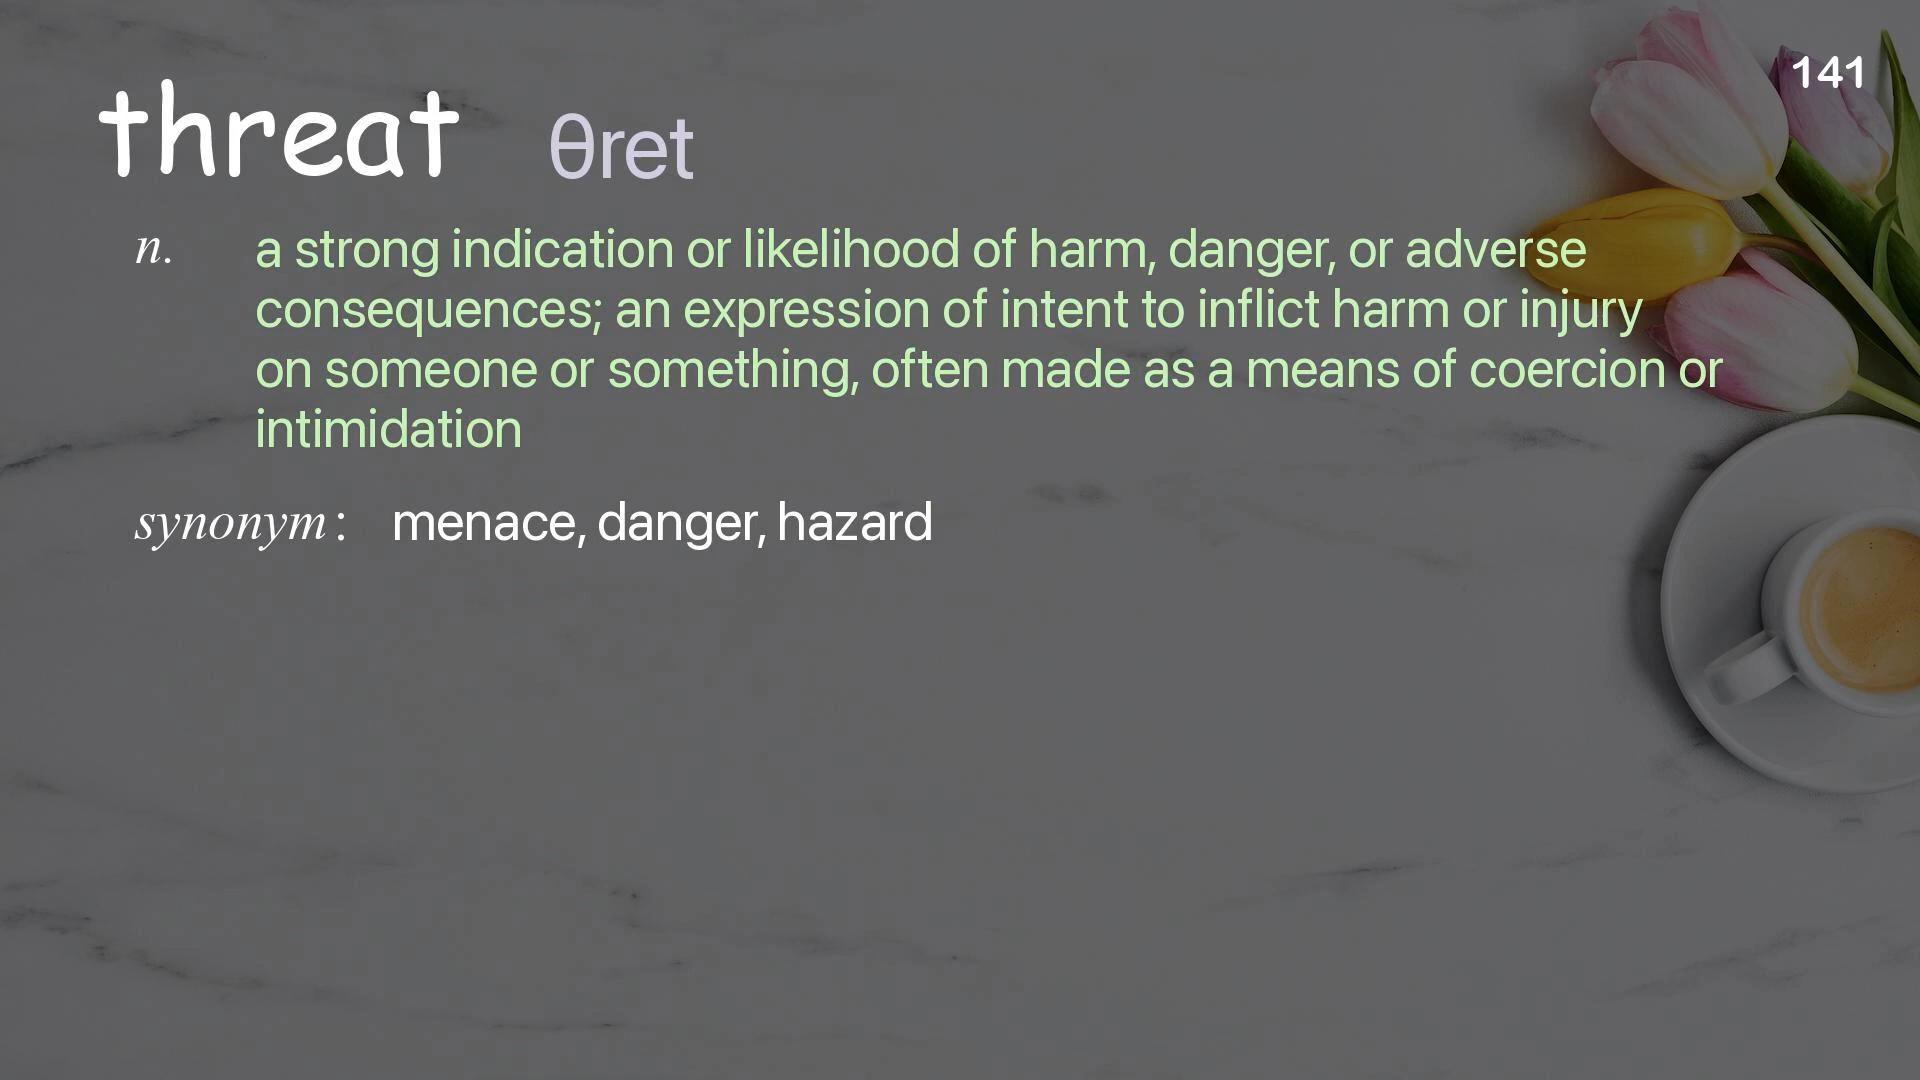 141
threat θret
n. a strong indication or likelihood of harm, danger, or adverse
consequences; an expression of intent to inflict harm or injury
on someone or something, often made as a means of coercion or
intimidation
synonym : menace, danger, hazard